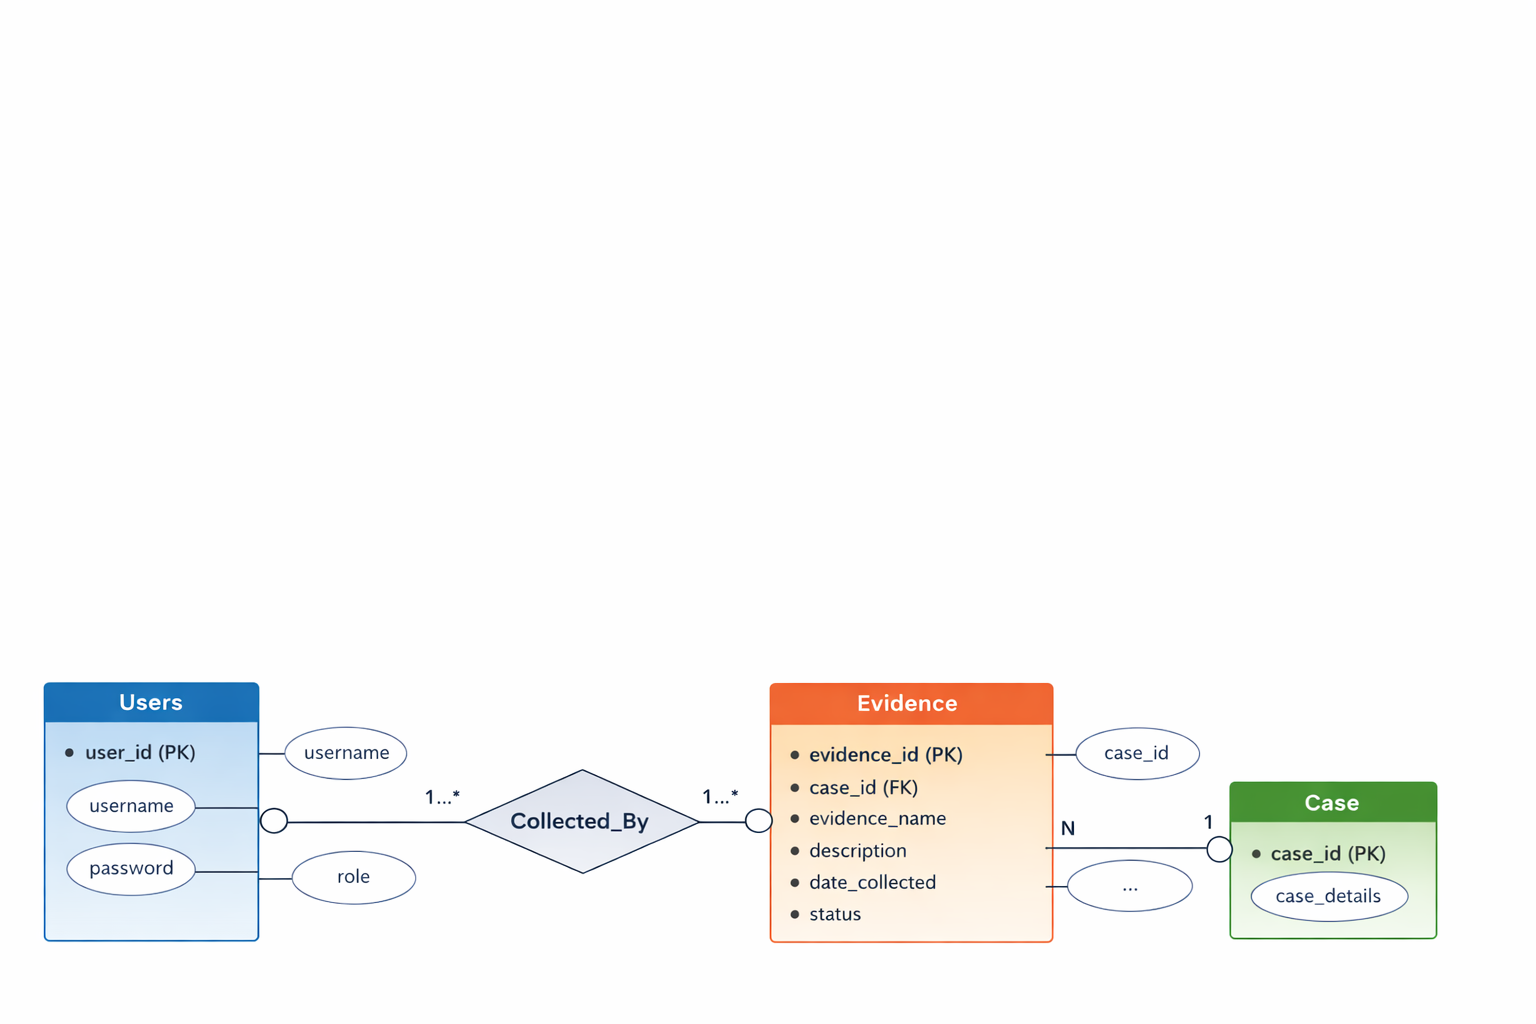 Users
user_id (PK)
username
password
username
role
1...*
Collected_By
1...*
Evidence
evidence_id (PK)
case_id (FK)
evidence_name
description
date_collected
status
case_id
N
1
...
Case
case_id (PK)
case_details